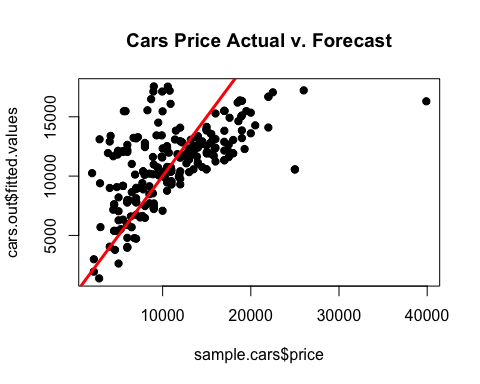 Cars Price Actual v. Forecast
cars.out$fitted.values
15000
10000
5000
10000 20000 30000 40000
sample.cars$price